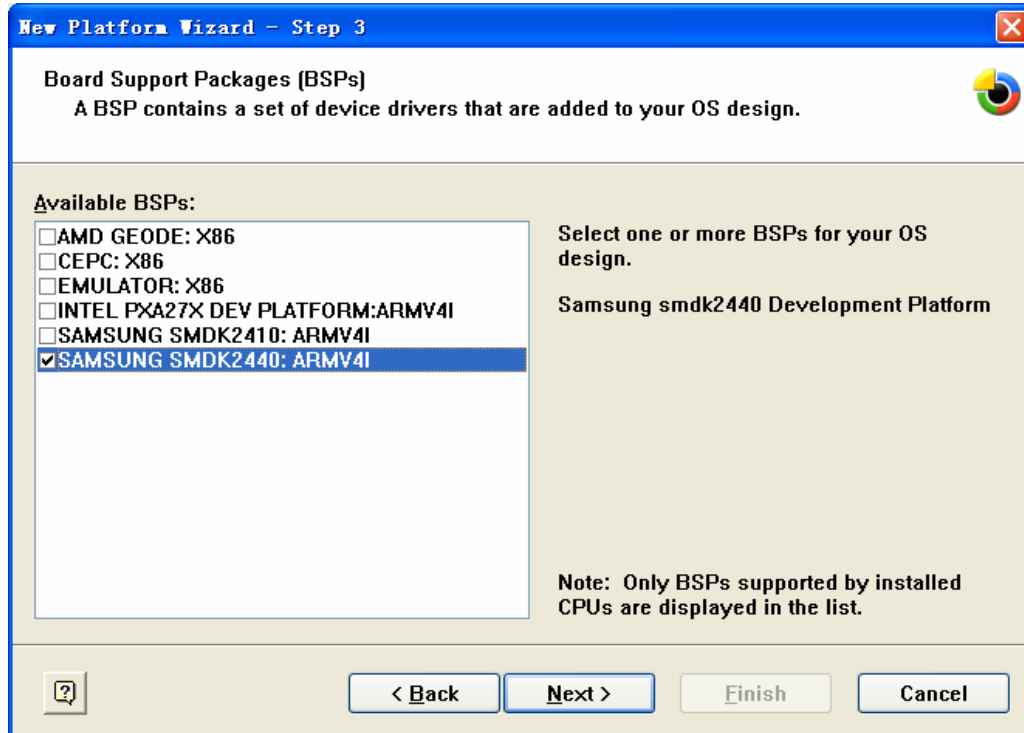 New Platform Wizard - Step 3
Board Support Packages (BSPs)
A BSP contains a set of device drivers that are added to your OS design.
Available BSPs:
AMD GEODE: X86
CEPC: X86
EMULATOR: X86
INTEL PXA27X DEV PLATFORM:ARMV4I
SAMSUNG SMDK2410: ARMV4I
SAMSUNG SMDK2440: ARMV4I
Select one or more BSPs for your OS
design.
Samsung smdk2440 Development Platform
Note: Only BSPs supported by installed
CPUs are displayed in the list.
?
< Back
Next >
Finish
Cancel